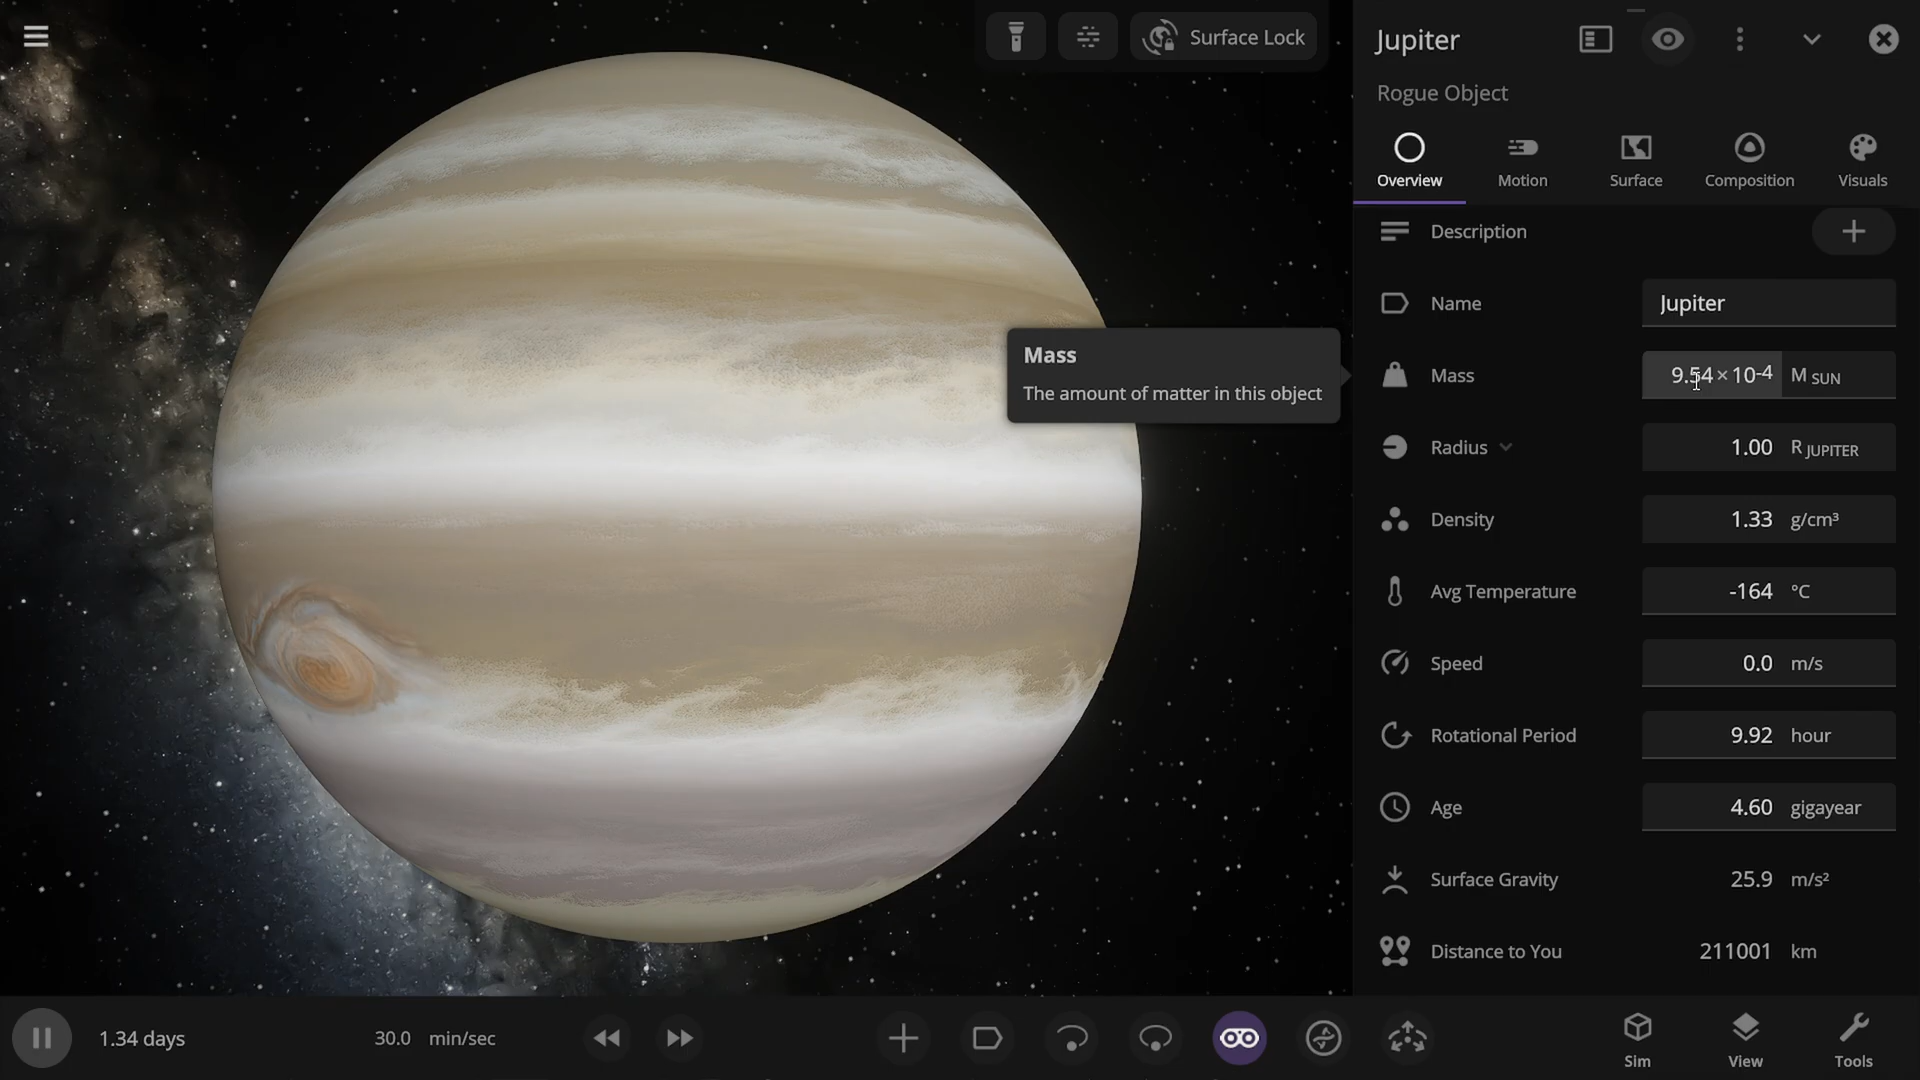 Surface Lock
Jupiter
Rogue Object
Overview
Motion
Surface
Composition
Visuals
Description
Name Jupiter
Mass 9.54 × 10⁻⁴ M SUN
Mass
The amount of matter in this object
Radius 1.00 R JUPITER
Density 1.33 g/cm³
Avg Temperature -164 °C
Speed 0.0 m/s
Rotational Period 9.92 hour
Age 4.60 gigayear
Surface Gravity 25.9 m/s²
Distance to You 211001 km
1.34 days
30.0 min/sec
Sim
View
Tools